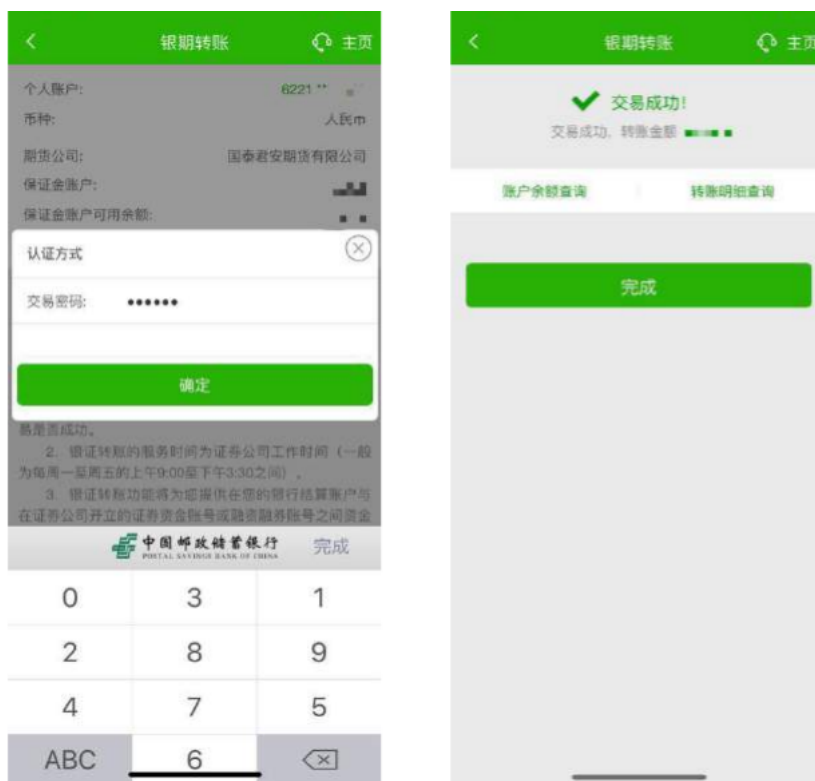 银期转账
主页
个人账户: 6221 **
币种: 人民币
期货公司: 国泰君安期货有限公司
保证金账户:
保证金账户可用余额:
认证方式
交易密码: ••••••
确定
易是否成功。
2. 银证转账的服务时间为证券公司工作时间（一般
为每周一至周五的上午9:00至下午3:30之间）。
3. 银证转账功能将为您提供在您的银行结算账户与
在证券公司开立的证券资金账号或融资融券账号之间资金
中国邮政储蓄银行 完成
POSTAL SAVINGS BANK OF CHINA
0 3 1
2 8 9
4 7 5
ABC 6
银期转账
主页
交易成功!
交易成功, 转账金额
账户余额查询 转账明细查询
完成